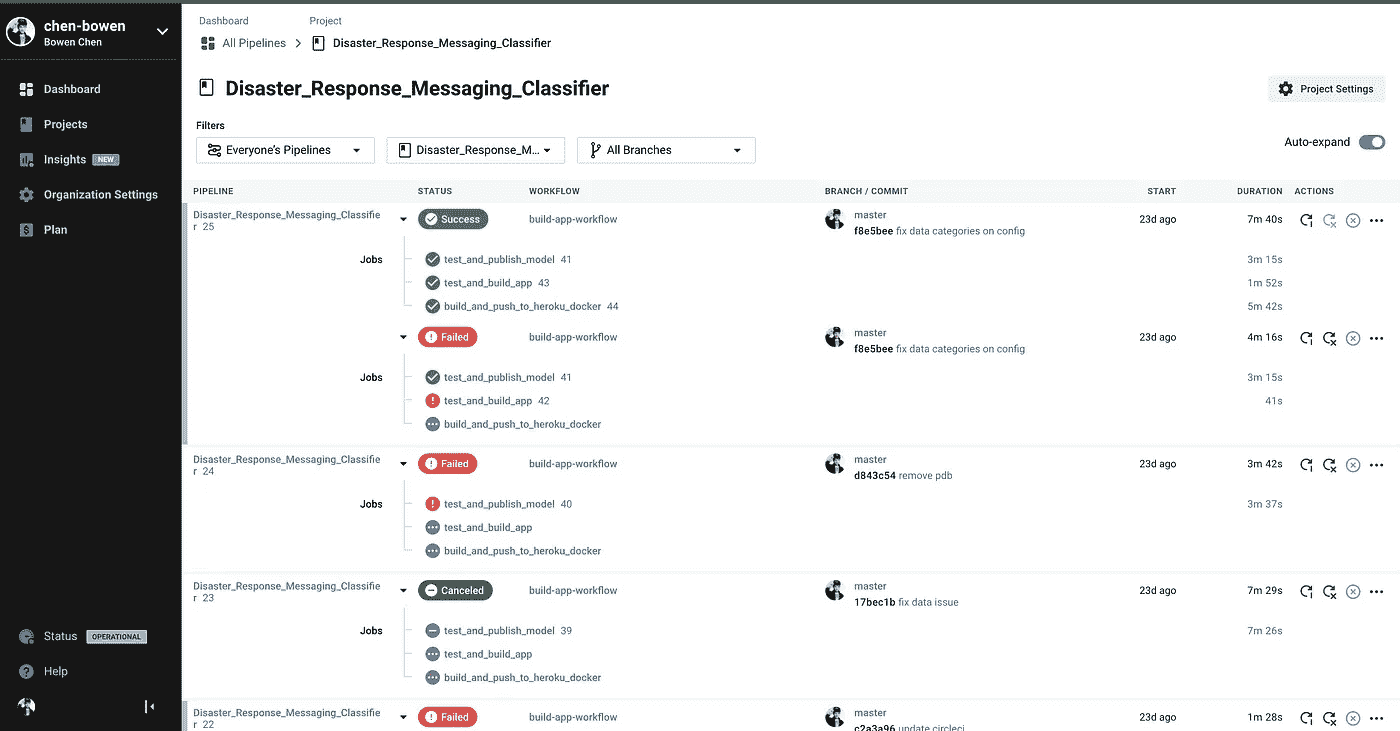 chen-bowen
Bowen Chen
Dashboard
Projects
Insights NEW
Organization Settings
Plan
Status OPERATIONAL
Help
Dashboard Project
All Pipelines Disaster_Response_Messaging_Classifier
Disaster_Response_Messaging_Classifier
Project Settings
Filters
Everyone's Pipelines Disaster_Response_M... All Branches
Auto-expand
PIPELINE STATUS WORKFLOW BRANCH / COMMIT START DURATION ACTIONS
Disaster_Response_Messaging_Classifie
r 25
Success build-app-workflow
master
f8e5bee fix data categories on config
23d ago 7m 40s
Jobs test_and_publish_model 41 3m 15s
test_and_build_app 43 1m 52s
build_and_push_to_heroku_docker 44 5m 42s
Failed build-app-workflow
master
f8e5bee fix data categories on config
23d ago 4m 16s
Jobs test_and_publish_model 41 3m 15s
test_and_build_app 42 41s
build_and_push_to_heroku_docker
Disaster_Response_Messaging_Classifie
r 24
Failed build-app-workflow
master
d843c54 remove pdb
23d ago 3m 42s
Jobs test_and_publish_model 40 3m 37s
test_and_build_app
build_and_push_to_heroku_docker
Disaster_Response_Messaging_Classifie
r 23
Canceled build-app-workflow
master
17bec1b fix data issue
23d ago 7m 29s
Jobs test_and_publish_model 39 7m 26s
test_and_build_app
build_and_push_to_heroku_docker
Disaster_Response_Messaging_Classifie
r 22
Failed build-app-workflow
master
c2a3a96 update circleci
23d ago 1m 28s